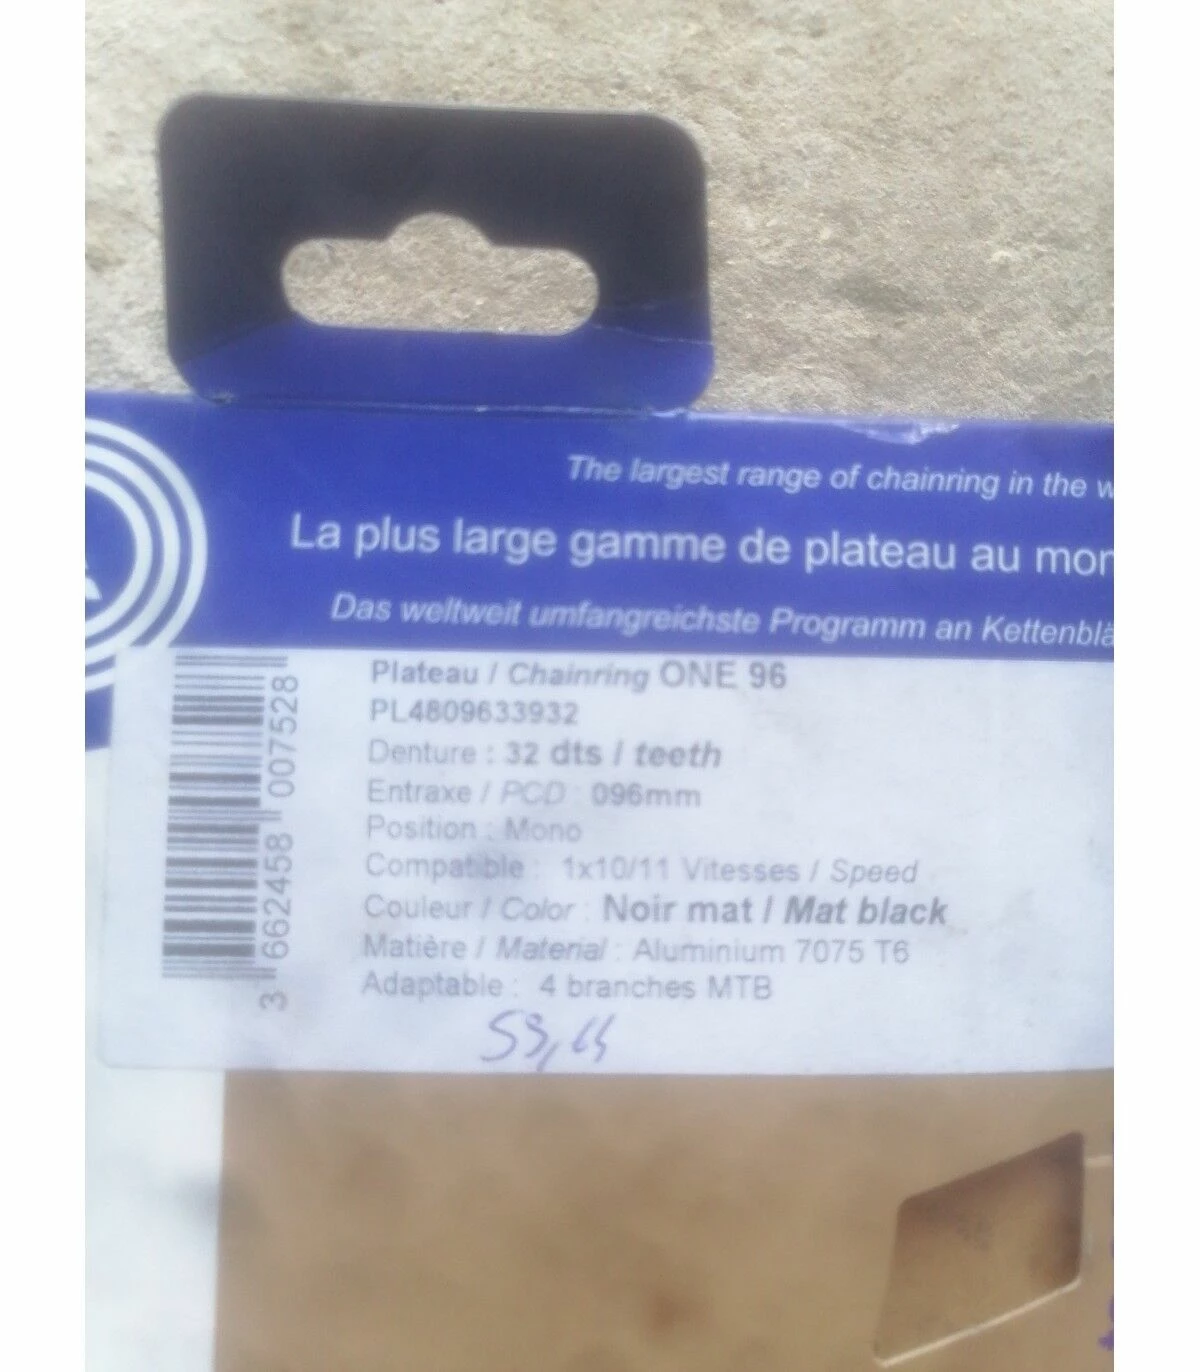 The largest range of chainring in the w
La plus large gamme de plateau au mon
Das weltweit umfangreichste Programm an Kettenblä
Plateau / Chainring ONE 96
PL4809633932
Denture : 32 dts / teeth
Entraxe / PCD : 096mm
Position : Mono
Compatible : 1x10/11 Vitesses / Speed
Couleur / Color : Noir mat / Mat black
Matière / Material : Aluminium 7075 T6
Adaptable : 4 branches MTB
3 662458 007528